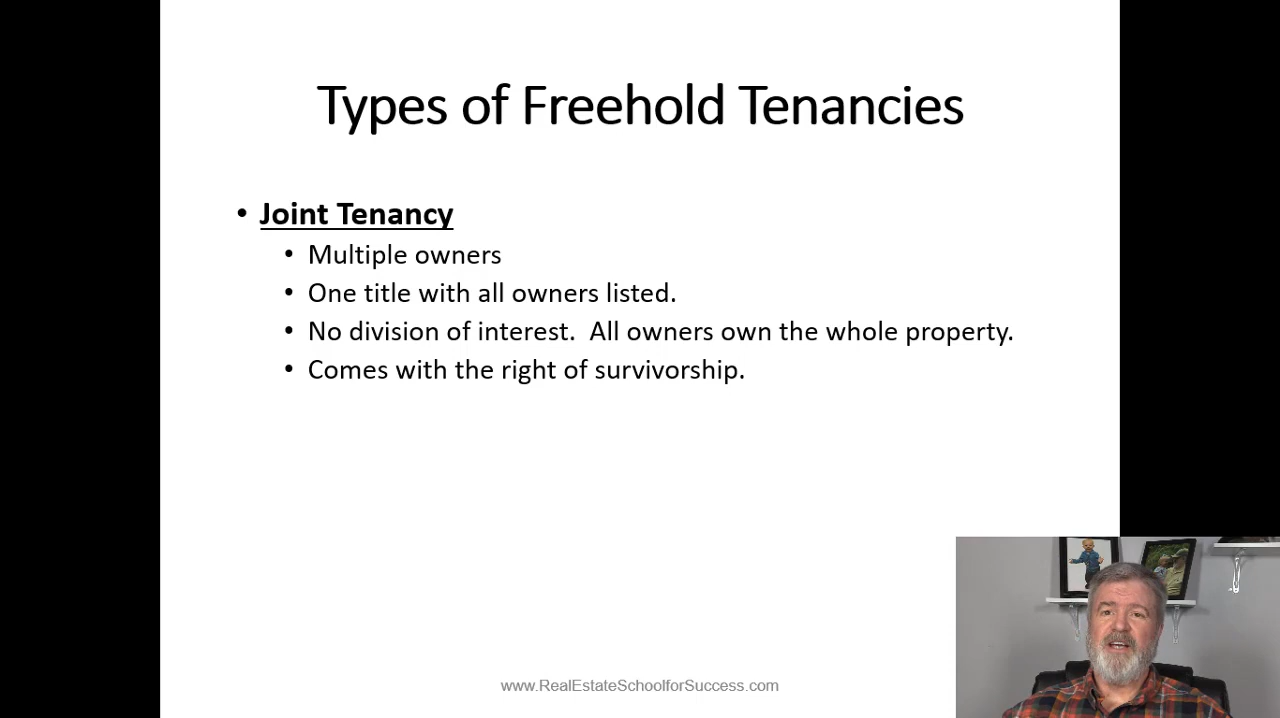 Types of Freehold Tenancies
• Joint Tenancy
• Multiple owners
• One title with all owners listed.
• No division of interest.  All owners own the whole property.
• Comes with the right of survivorship.
www.RealEstateSchoolforSuccess.com